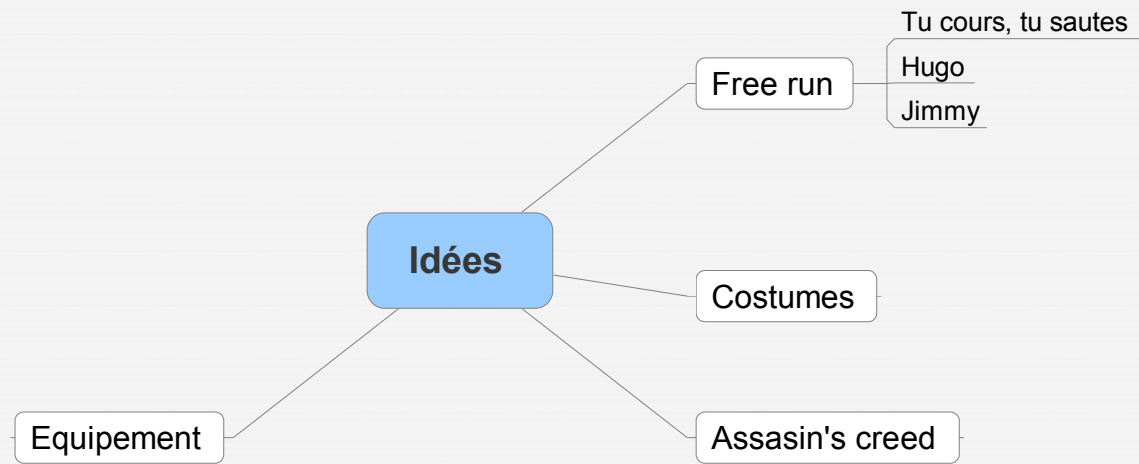 Tu cours, tu sautes
Free run
Hugo
Jimmy
Idées
Costumes
Equipement
Assasin's creed